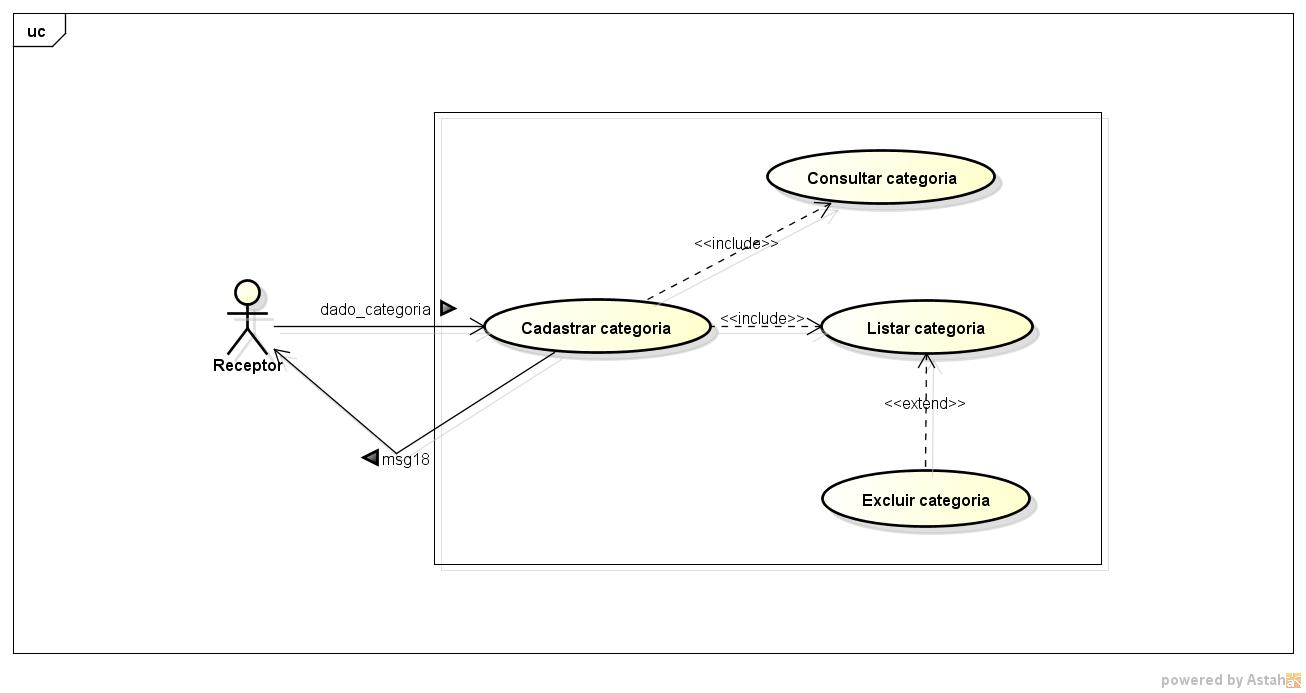 uc
Consultar categoria
<<include>>
dado_categoria
Cadastrar categoria
<<include>>
Listar categoria
Receptor
<<extend>>
msg18
Excluir categoria
powered by Astah